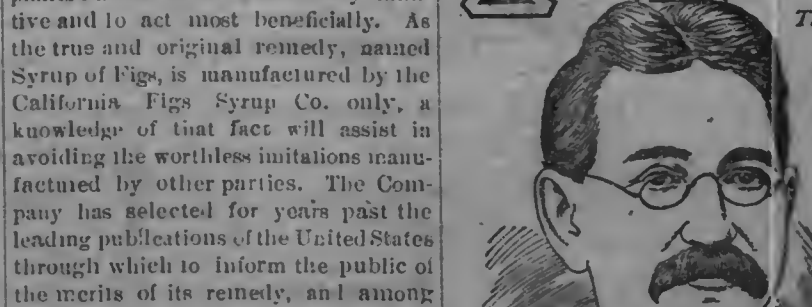 tive and to act most beneficially. As
the true and original remedy, named
Syrup of Figs, is manufactured by the
California Figs Syrup Co. only, a
knowledge of that fact will assist in
avoiding the worthless imitations manu-
factured by other parties. The Com-
pany has selected for years past the
leading publications of the United States
through which to inform the public of
the merits of its remedy, and among